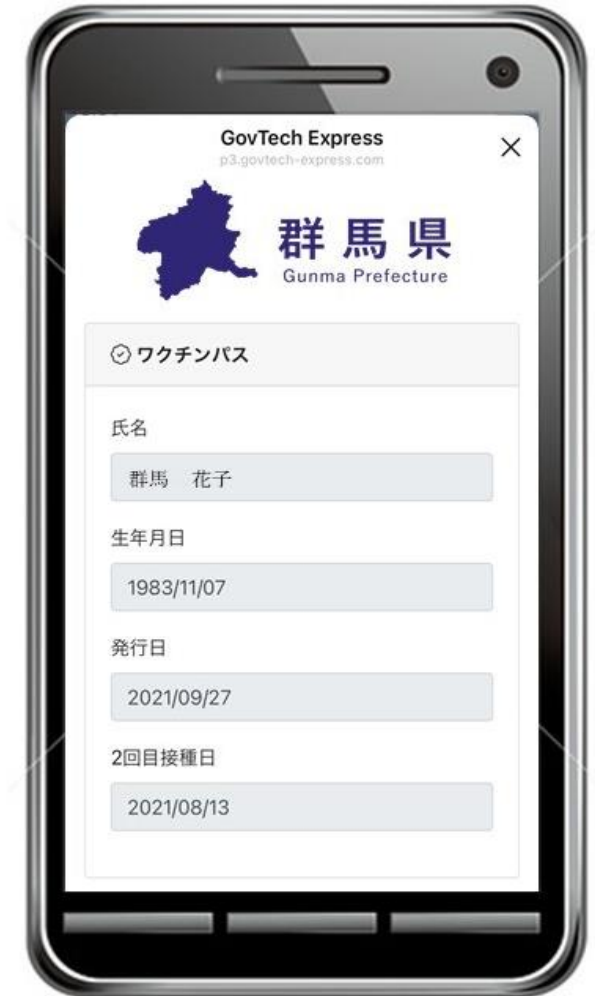 GovTech Express
p3.govtech-express.com
群馬県
Gunma Prefecture
ワクチンパス
氏名
群馬　花子
生年月日
1983/11/07
発行日
2021/09/27
2回目接種日
2021/08/13